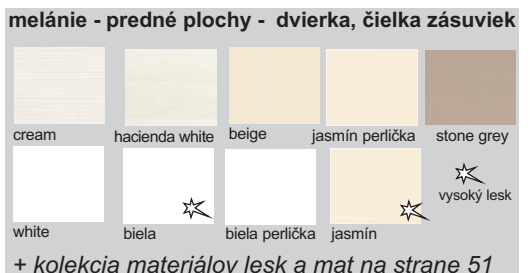 melánie - predné plochy - dvierka, čielka zásuviek
cream hacienda white beige jasmín perlička stone grey
vysoký lesk
white biela biela perlička jasmín
+ kolekcia materiálov lesk a mat na strane 51